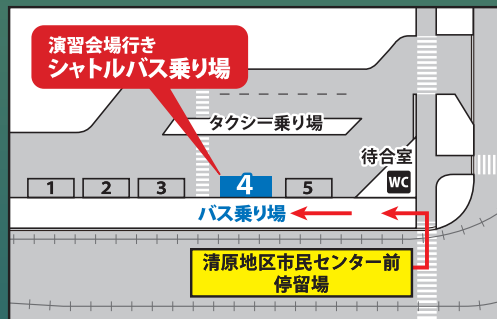 演習会場行き
シャトルバス乗り場
タクシー乗り場
待合室
WC
1 2 3 4 5
バス乗り場
清原地区市民センター前
停留場